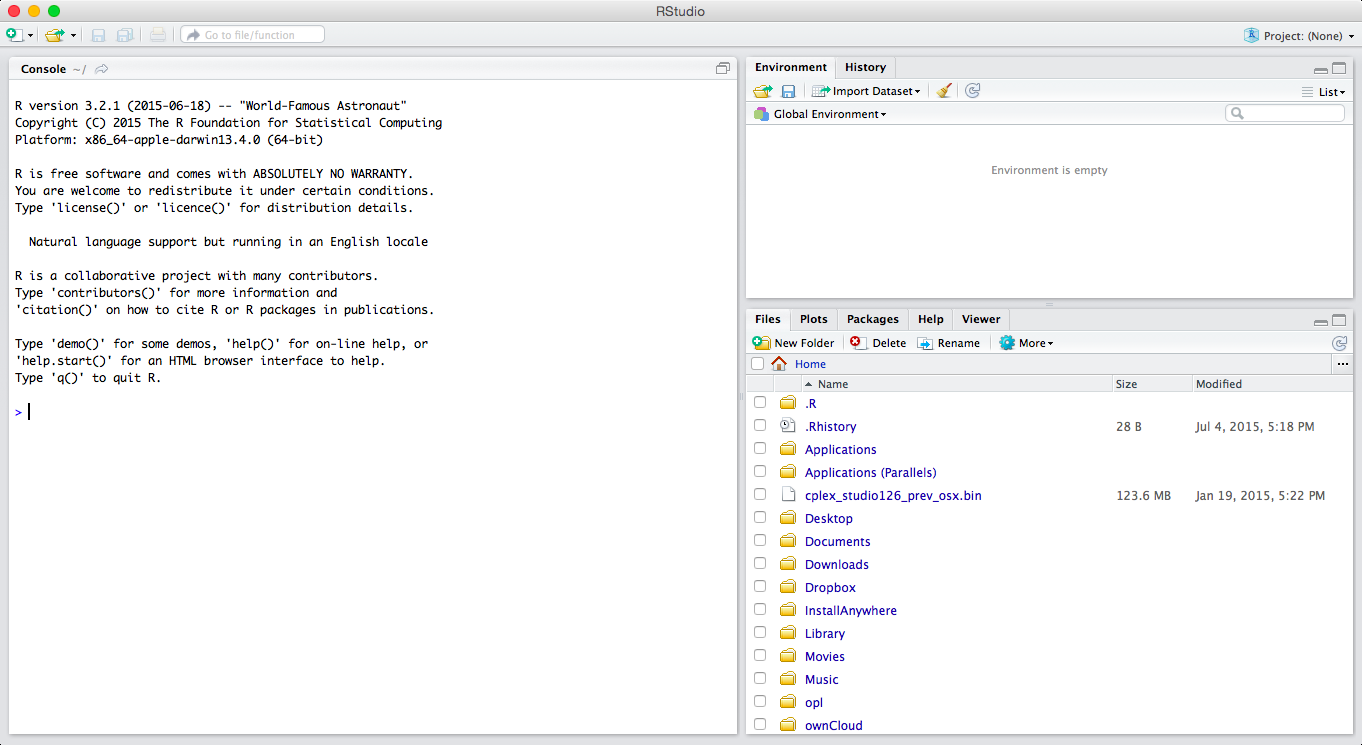 RStudio
Go to file/function
Project: (None)
Console ~/
R version 3.2.1 (2015-06-18) -- "World-Famous Astronaut"
Copyright (C) 2015 The R Foundation for Statistical Computing
Platform: x86_64-apple-darwin13.4.0 (64-bit)
R is free software and comes with ABSOLUTELY NO WARRANTY.
You are welcome to redistribute it under certain conditions.
Type 'license()' or 'licence()' for distribution details.
Natural language support but running in an English locale
R is a collaborative project with many contributors.
Type 'contributors()' for more information and
'citation()' on how to cite R or R packages in publications.
Type 'demo()' for some demos, 'help()' for on-line help, or
'help.start()' for an HTML browser interface to help.
Type 'q()' to quit R.
>
Environment History
Import Dataset List
Global Environment
Environment is empty
Files Plots Packages Help Viewer
New Folder Delete Rename More
Home ...
Name Size Modified
.R
.Rhistory 28 B Jul 4, 2015, 5:18 PM
Applications
Applications (Parallels)
cplex_studio126_prev_osx.bin 123.6 MB Jan 19, 2015, 5:22 PM
Desktop
Documents
Downloads
Dropbox
InstallAnywhere
Library
Movies
Music
opl
ownCloud